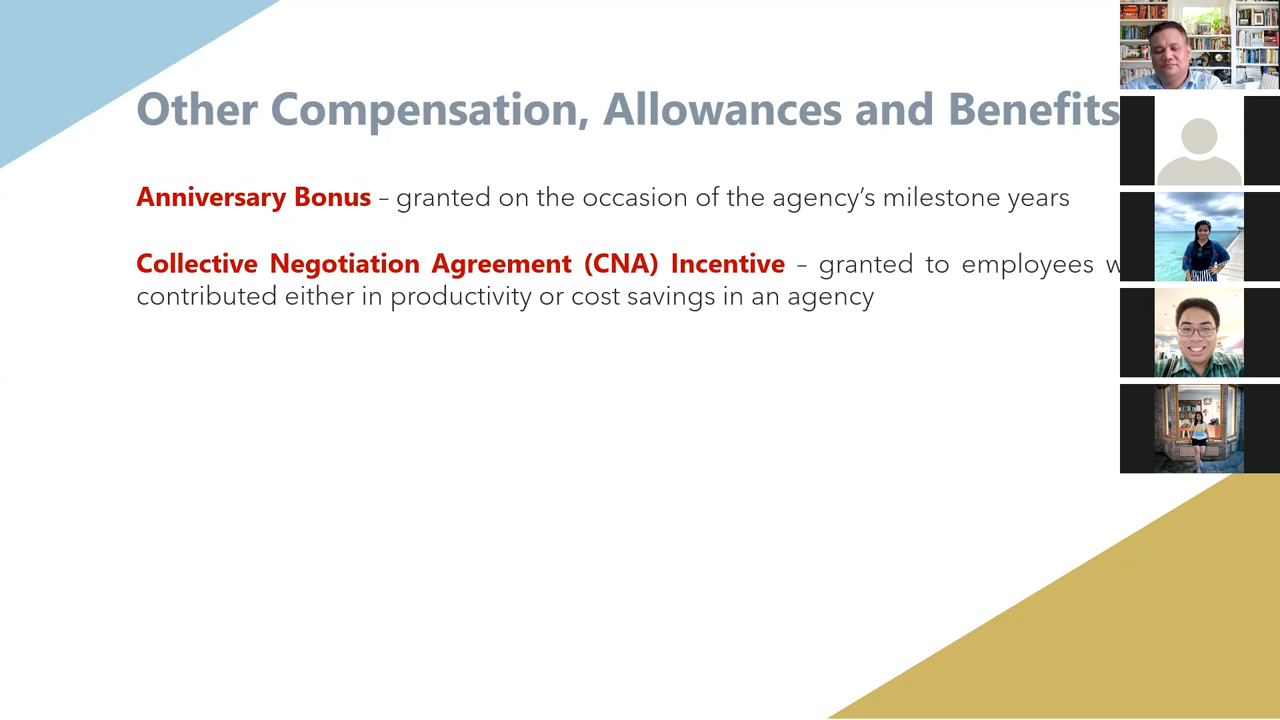 Other Compensation, Allowances and Benefits
Anniversary Bonus – granted on the occasion of the agency’s milestone years
Collective Negotiation Agreement (CNA) Incentive – granted to employees
contributed either in productivity or cost savings in an agency